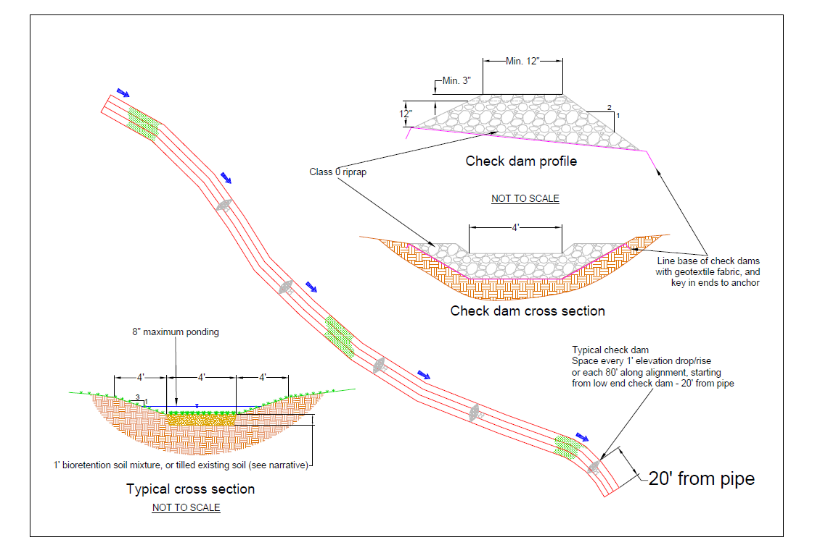 Min. 12"
Min. 3"
12"
2
1
Check dam profile
Class 0 riprap
NOT TO SCALE
4'
Line base of check dams
with geotextile fabric, and
key in ends to anchor
Check dam cross section
8" maximum ponding
Typical check dam
Space every 1' elevation drop/rise
or each 80' along alignment, starting
from low end check dam - 20' from pipe
4'
4'
4'
3
1
1' bioretention soil mixture, or tilled existing soil (see narrative)
20' from pipe
Typical cross section
NOT TO SCALE